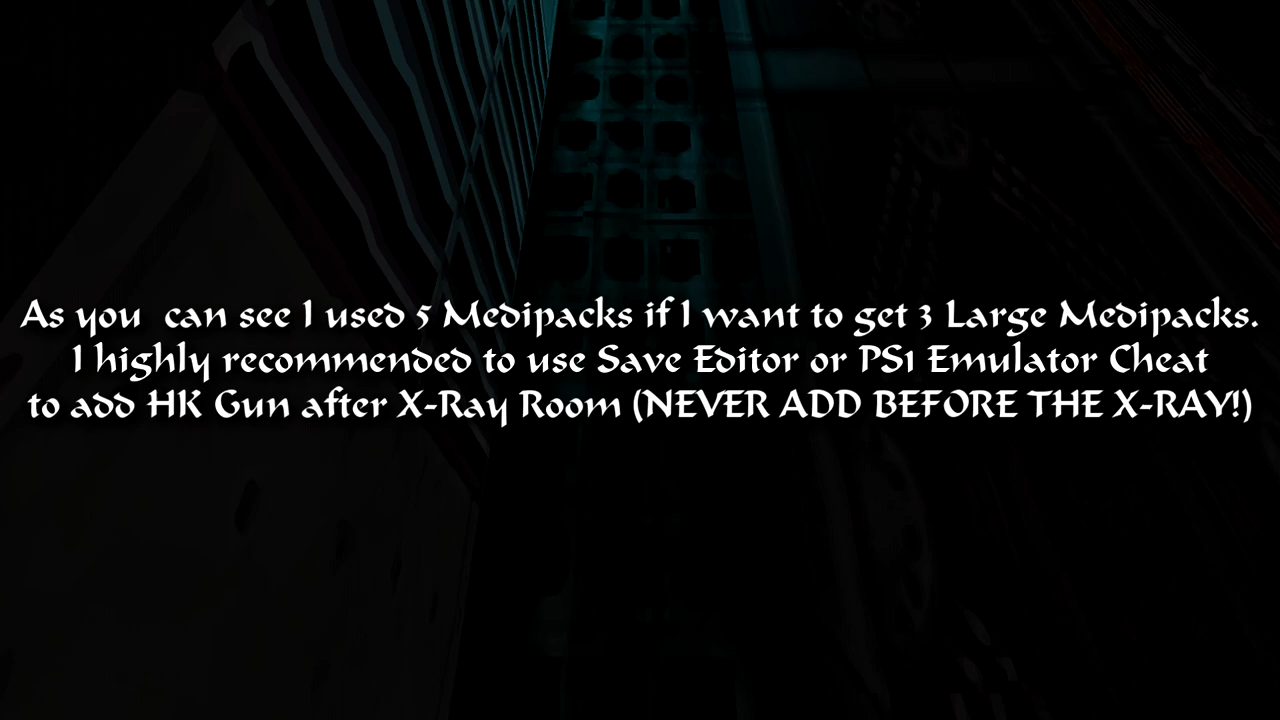 As you  can see I used 5 Medipacks if I want to get 3 Large Medipacks.
I highly recommended to use Save Editor or PS1 Emulator Cheat
to add HK Gun after X-Ray Room (NEVER ADD BEFORE THE X-RAY!)